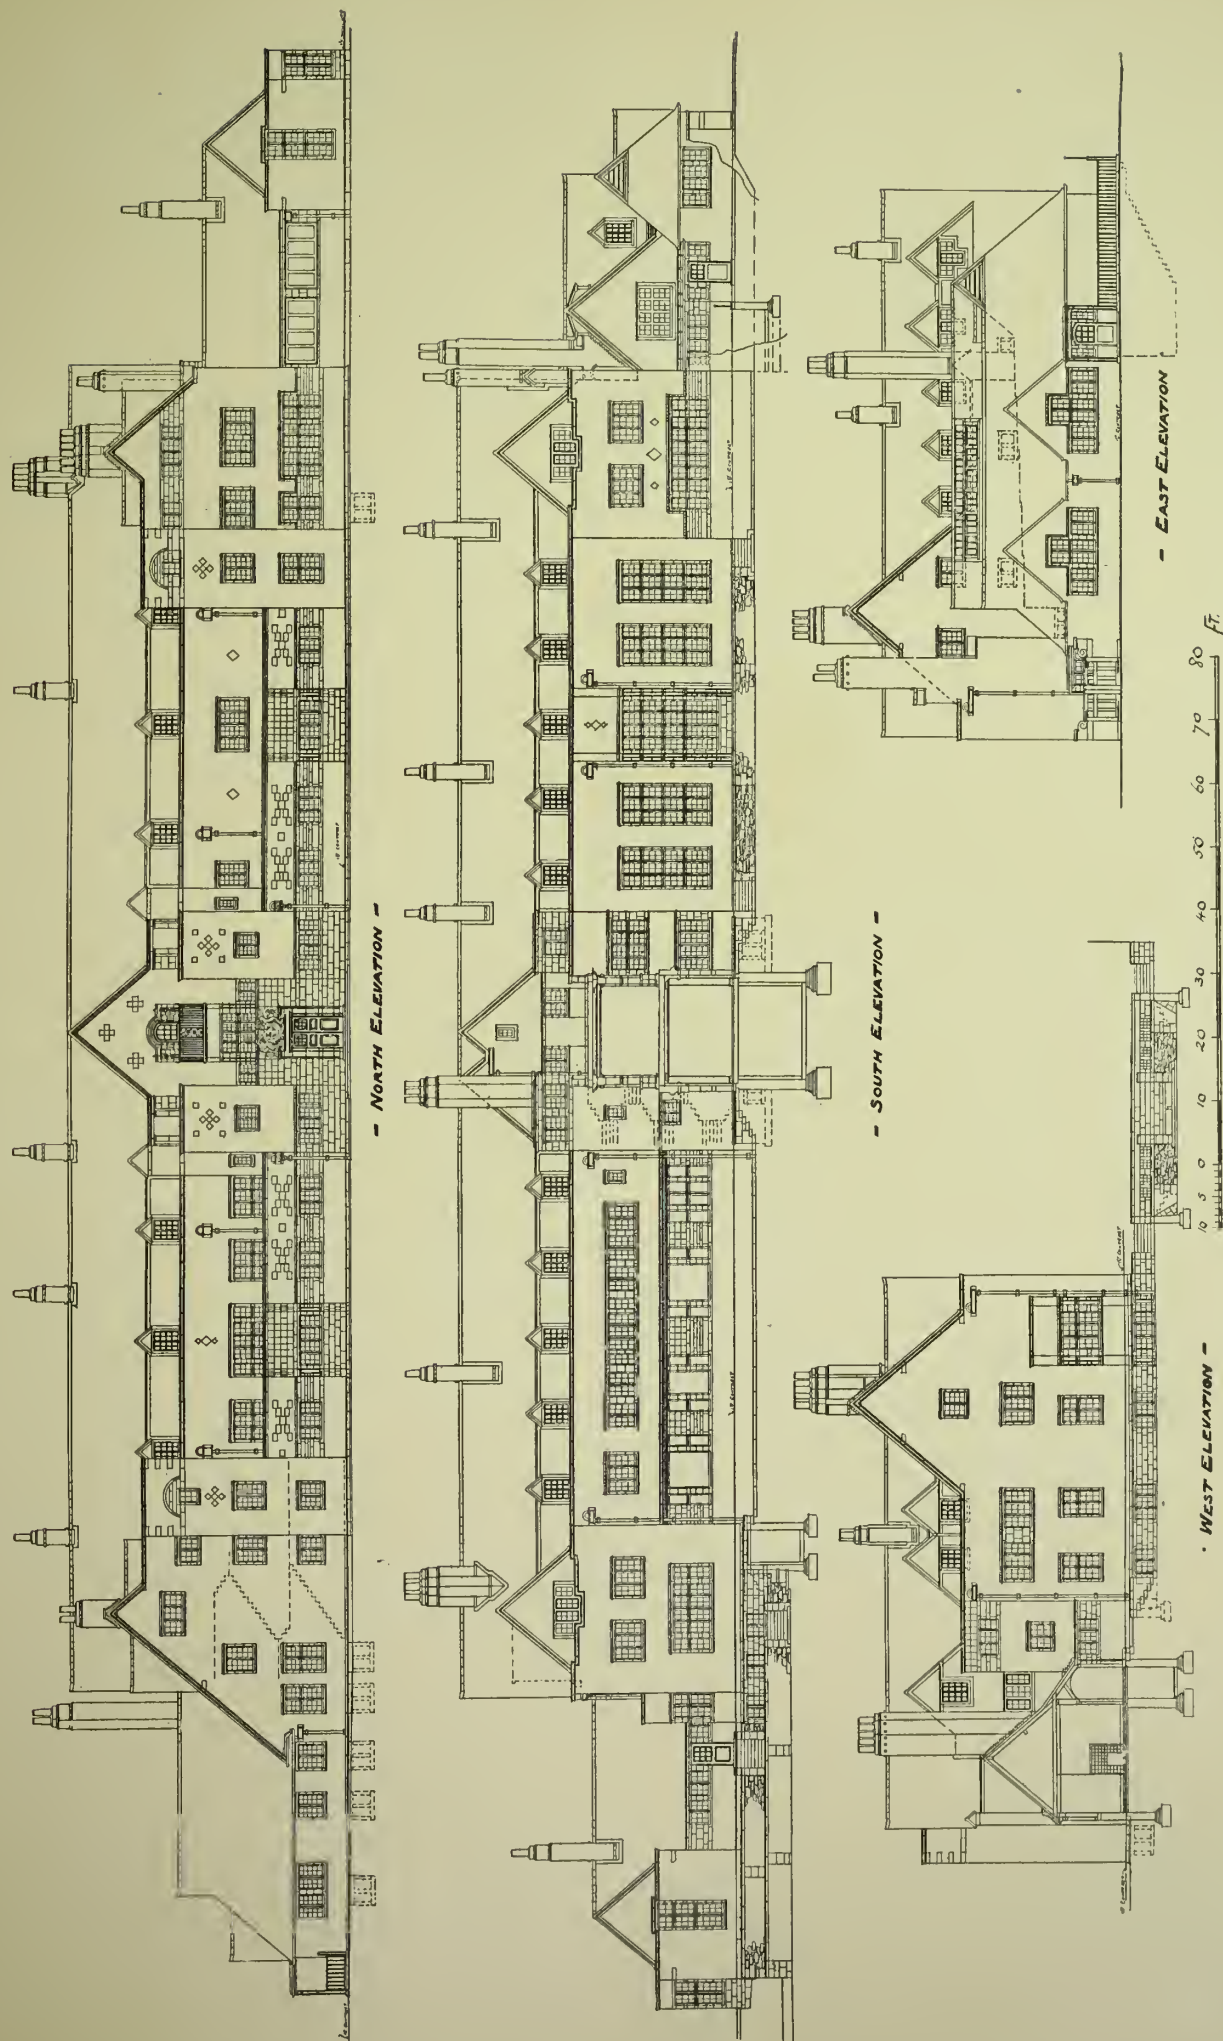 - NORTH ELEVATION -
- SOUTH ELEVATION -
- EAST ELEVATION -
- WEST ELEVATION -
10 5 0 10 20 30 40 50 60 70 80 FT.